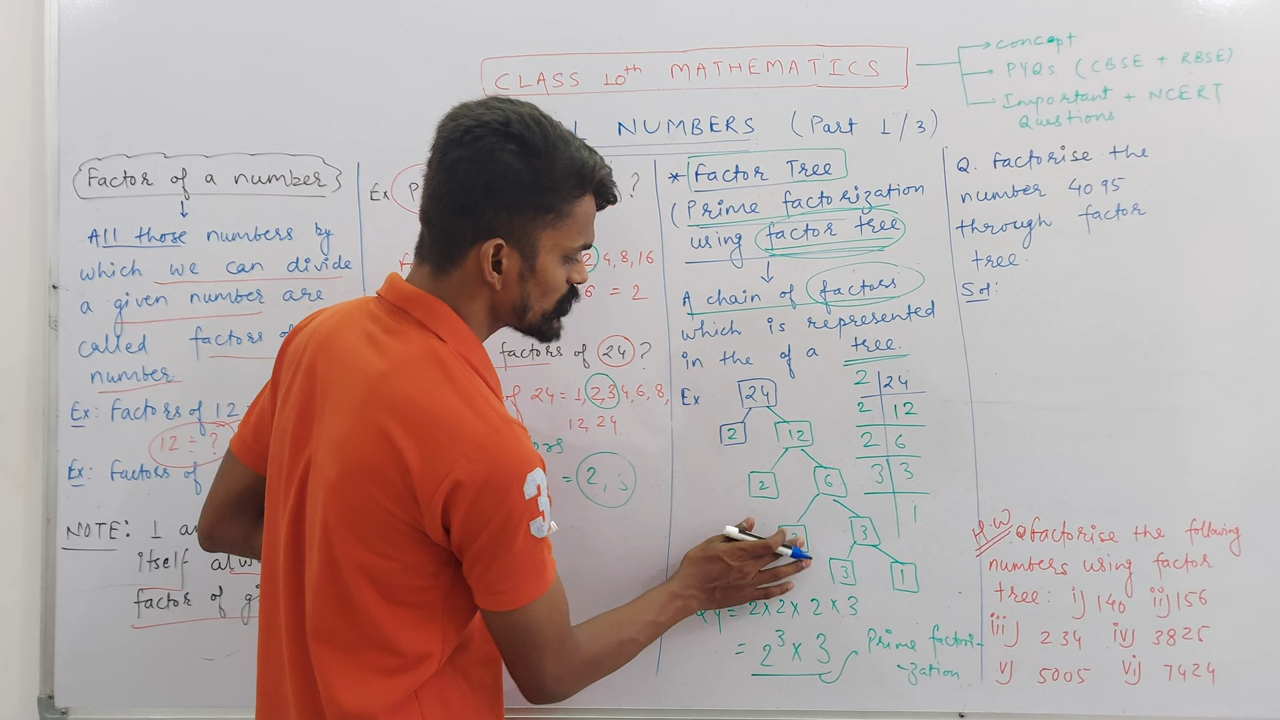 CLASS 10th MATHEMATICS
→ concept
→ PYQs (CBSE + RBSE)
→ Important + NCERT
Questions
NUMBERS (Part 1/3)
Factor of a number
↓
All those numbers by
which we can divide
a given number are
called factors
number
Ex: Factors of 12
12 ÷ ?
Ex: Factors of
NOTE: 1
itself
factor of
Ex P ?
2 4, 8, 16
= 2
factors of 24 ?
of 24 = 1, 2, 3 4, 6, 8,
12, 24
= 2, 3
* Factor Tree
(Prime factorization
using factor tree
↓
A chain of factors
which is represented
in the of a tree.
Ex 24
2 12
2 6
3
3 1
2 24
2 12
2 6
3 3
1
= 2×2×2×3
= 2³×3
Prime factori-
-zation
Q. factorise the
number 4095
through factor
tree.
Sol:
H.W Q factorise the following
numbers using factor
tree: i) 140 ii) 156
iii) 234 iv) 3825
v) 5005 vi) 7424
3